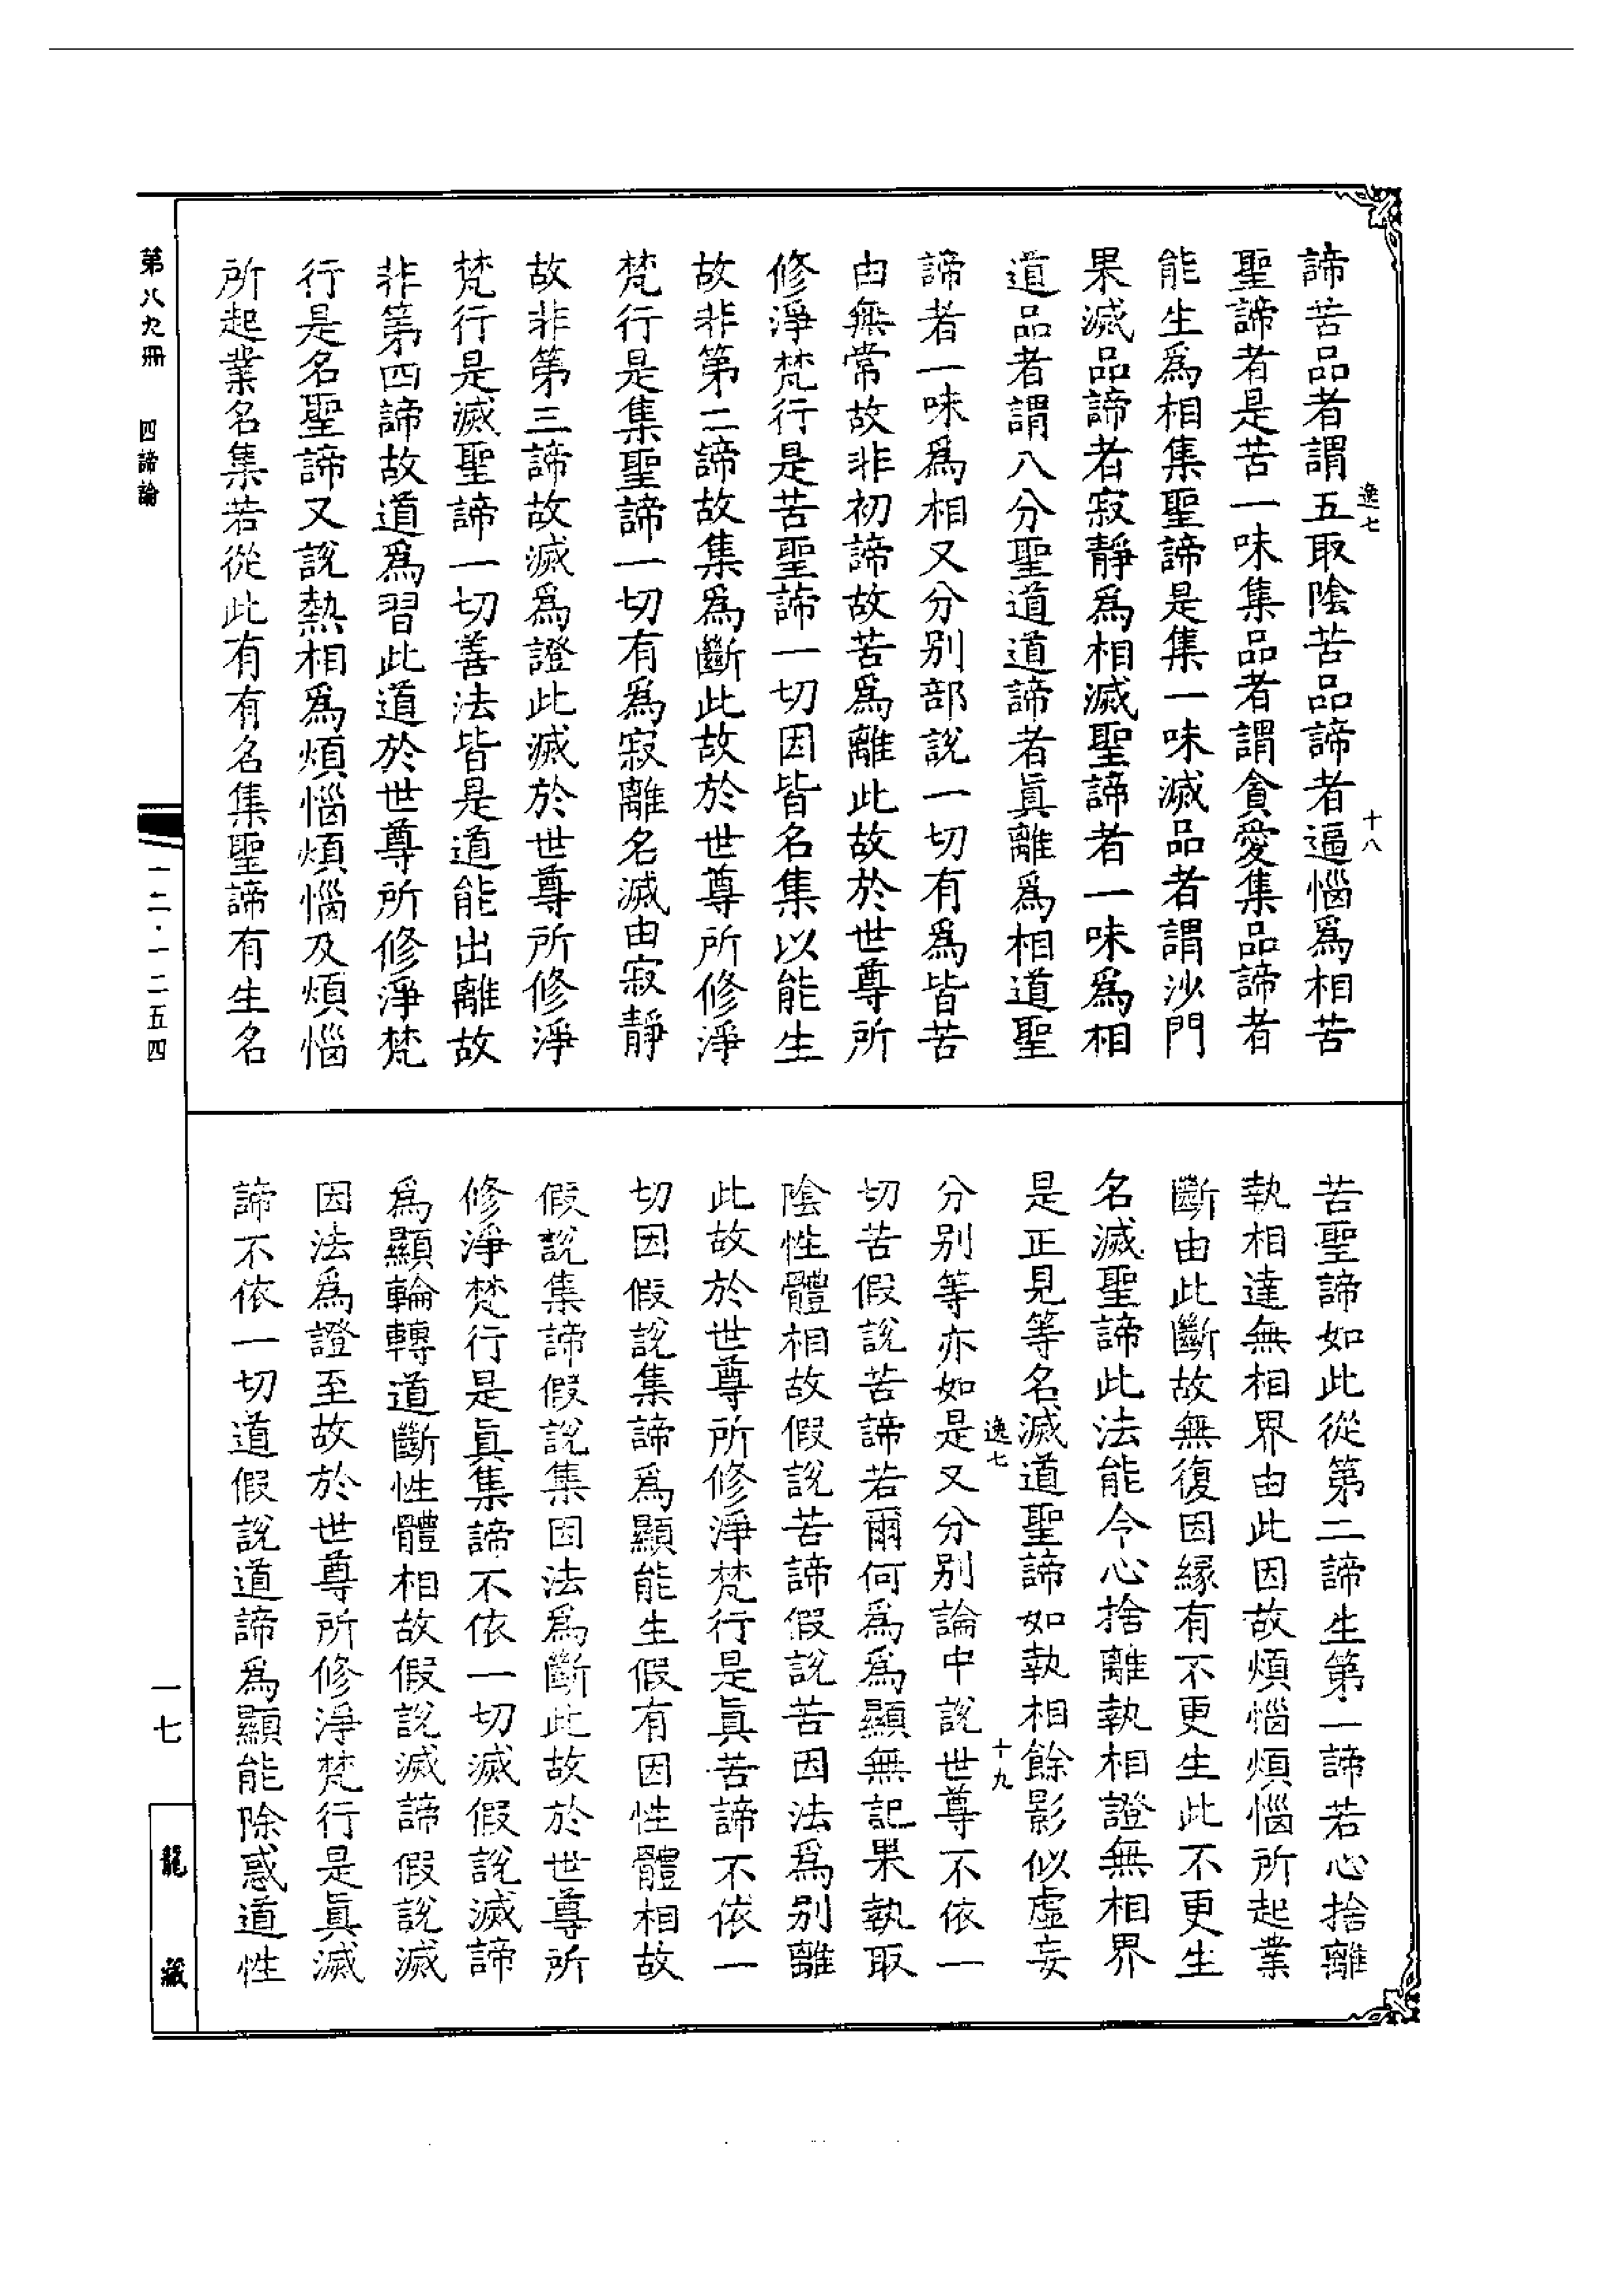 諦苦品者謂五取陰苦品諦者逼惱爲相苦
聖諦者是苦一味集品者謂貪愛集品諦者
能生爲相集聖諦是集一味滅品者謂沙門
果滅品諦者寂靜爲相滅聖諦者一味爲相
道品者謂八分聖道道諦者眞離爲相道聖
諦者一味爲相又分别部説一切有爲皆苦
由無常故非初諦故苦爲離此故於世尊所
修淨梵行是苦聖諦一切因皆名集以能生
故非第二諦故集爲斷此故於世尊所修淨
梵行是集聖諦一切有爲寂離名滅由寂靜
故非第三諦故滅爲證此滅於世尊所修淨
梵行是滅聖諦一切善法皆是道能出離故
非第四諦故道爲習此道於世尊所修淨梵
行是名聖諦又說熱相爲煩惱煩惱及煩惱
所起業名集若從此有有名集聖諦有生名
逸七
十八
苦聖諦如此從第二諦生第一諦若心捨離
執相達無相界由此因故煩惱煩惱所起業
斷由此斷故無復因緣有不更生此不更生
名滅聖諦此法能令心捨離執相證無相界
是正見等名滅道聖諦如執相餘影似虛妄
分别等亦如是又分别論中說世尊不依一
切苦假說苦諦若爾何爲爲顯無記果執取
陰性體相故假說苦諦假說苦因法爲别離
此故於世尊所修淨梵行是眞苦諦不依一
切因假說集諦爲顯能生假有因性體相故
假說集諦假說集因法爲斷此故於世尊所
修淨梵行是眞集諦不依一切滅假說滅諦
爲顯輪轉道斷性體相故假說滅諦假說滅
因法爲證至故於世尊所修淨梵行是眞滅
諦不依一切道假說道諦爲顯能除惑道性
逸七
十九
第八九冊 四諦論
一二·一二五四
一七
龍藏